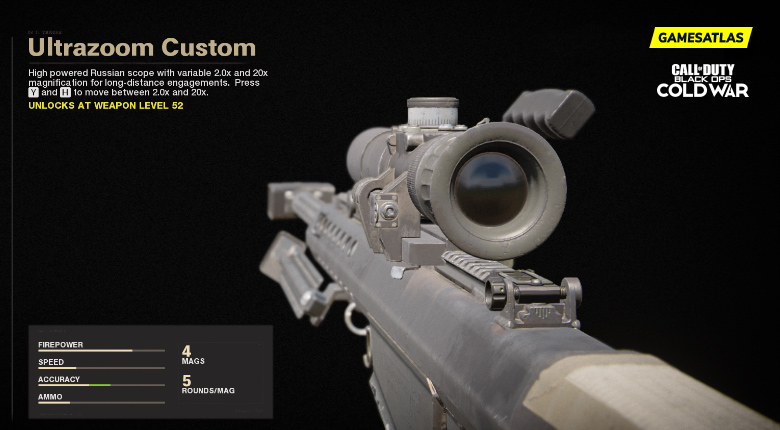 Ultrazoom Custom
High powered Russian scope with variable 2.0x and 20x
magnification for long-distance engagements. Press
Y and H to move between 2.0x and 20x.
UNLOCKS AT WEAPON LEVEL 52
GAMESATLAS
CALL OF DUTY
BLACK OPS
COLD WAR
FIREPOWER
SPEED
ACCURACY
AMMO
4
MAGS
5
ROUNDS/MAG